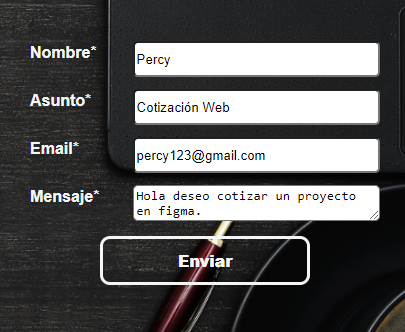 Nombre*
Percy
Asunto*
Cotización Web
Email*
percy123@gmail.com
Mensaje*
Hola deseo cotizar un proyecto
en figma.
Enviar